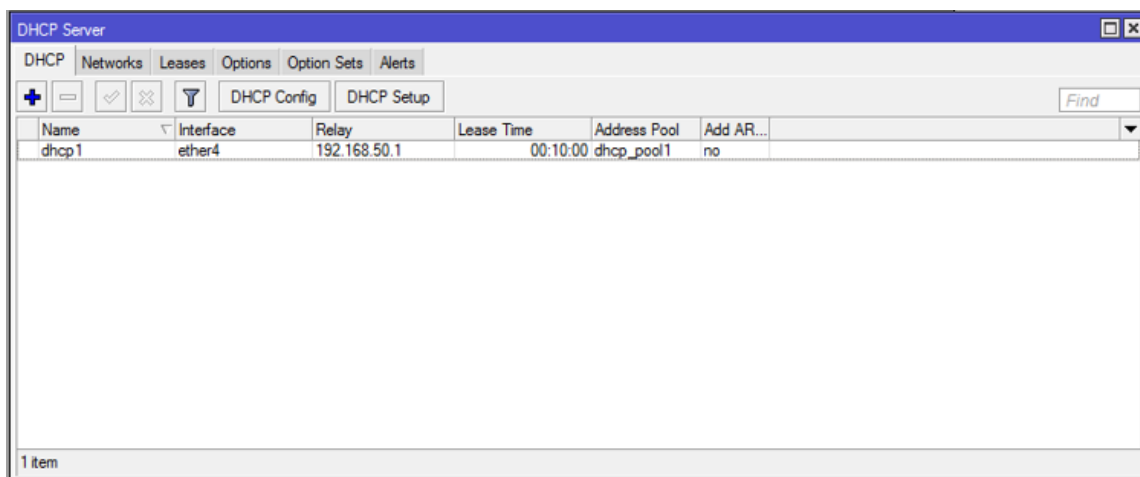 DHCP Server
DHCP Networks Leases Options Option Sets Alerts
DHCP Config DHCP Setup Find
Name Interface Relay Lease Time Address Pool Add AR...
dhcp1 ether4 192.168.50.1 00:10:00 dhcp_pool1 no
1 item